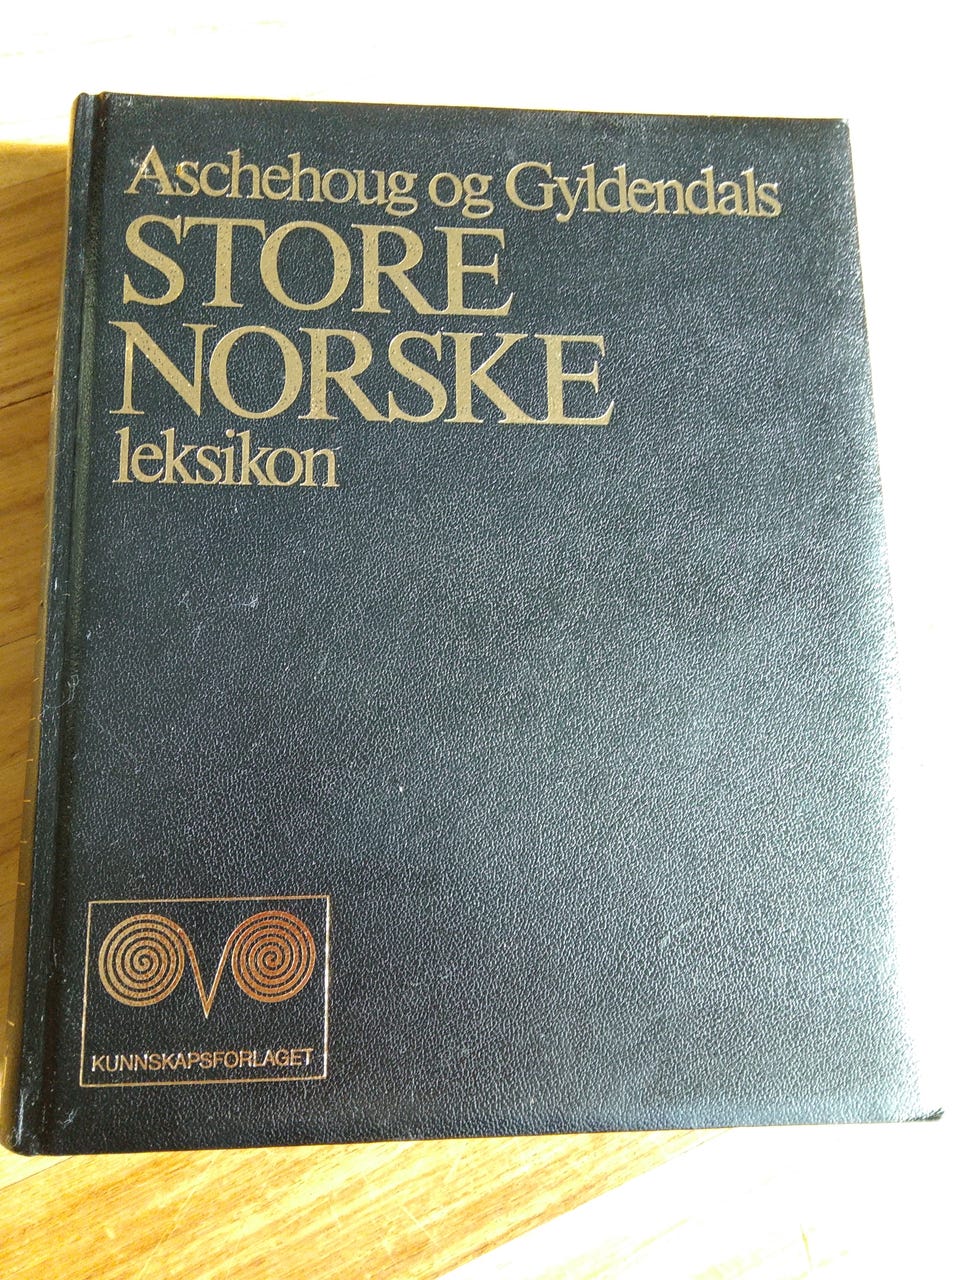 Aschehoug og Gyldendals
STORE
NORSKE
leksikon
KUNNSKAPSFORLAGET